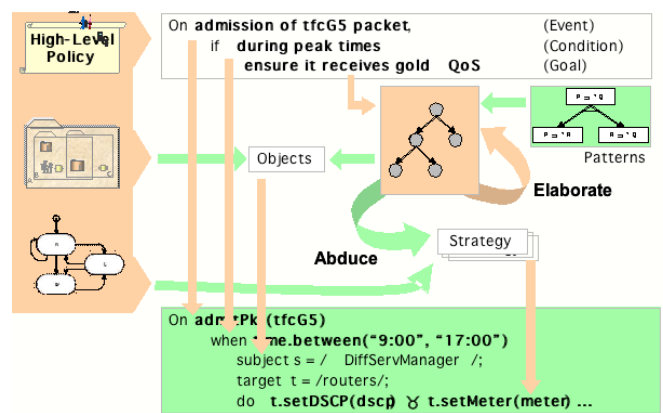 High-Level
Policy
On admission of tfcG5 packet, (Event)
if during peak times (Condition)
ensure it receives gold QoS (Goal)
Patterns
Objects
Elaborate
Abduce
Strategy
On admitPkt(tfcG5)
when time.between(“9:00”, “17:00”)
subject s = / DiffServManager /;
target t = /routers/;
do t.setDSCP(dscp) t.setMeter(meter) ...